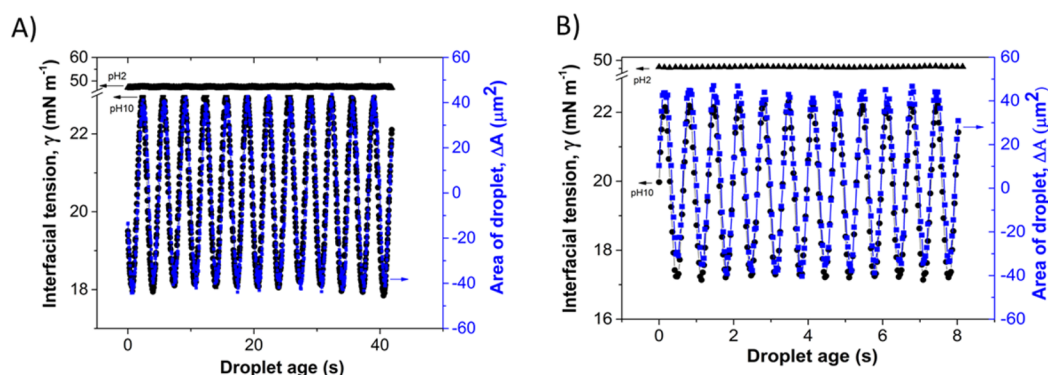 A)
B)
60
50
22
20
18
Interfacial tension, γ (mN m⁻¹)
pH2
pH10
60
40
20
0
-20
-40
-60
Area of droplet, ΔA (μm²)
0
20
40
Droplet age (s)
50
22
20
18
16
Interfacial tension, γ (mN m⁻¹)
pH2
pH10
60
40
20
0
-20
-40
-60
Area of droplet, ΔA (μm²)
0
2
4
6
8
Droplet age (s)